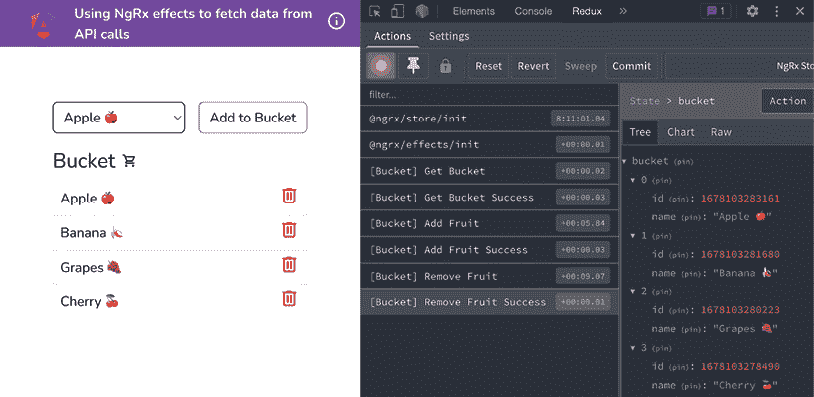 Using NgRx effects to fetch data from
API calls
Apple 🍎
Add to Bucket
Bucket
Apple 🍎
Banana 🍌
Grapes 🍇
Cherry 🍒
Elements Console Redux » 1
Actions Settings
Reset Revert Sweep Commit NgRx Sto
filter...
@ngrx/store/init 8:11:01.04
@ngrx/effects/init +00:00.01
[Bucket] Get Bucket +00:00.02
[Bucket] Get Bucket Success +00:00.03
[Bucket] Add Fruit +00:05.84
[Bucket] Add Fruit Success +00:00.03
[Bucket] Remove Fruit +00:09.07
[Bucket] Remove Fruit Success +00:00.01
State > bucket Action
Tree Chart Raw
▼ bucket (pin)
▼ 0 (pin)
id (pin): 1678103283161
name (pin): "Apple 🍎"
▼ 1 (pin)
id (pin): 1678103281680
name (pin): "Banana 🍌"
▼ 2 (pin)
id (pin): 1678103280223
name (pin): "Grapes 🍇"
▼ 3 (pin)
id (pin): 1678103278490
name (pin): "Cherry 🍒"